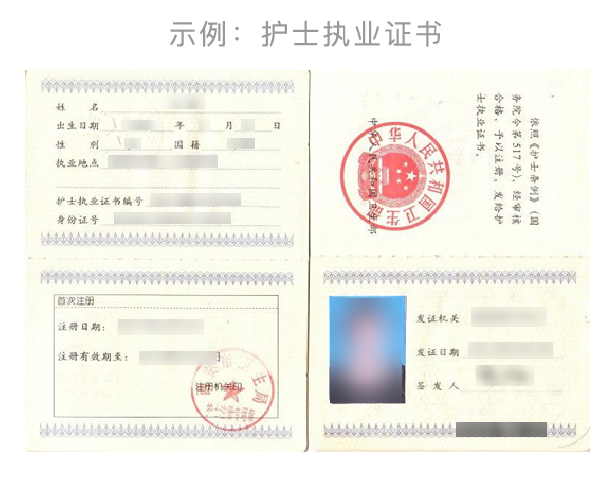 示例：护士执业证书
姓 名
出生日期 年 月 日
性 别 国籍
执业地点
护士执业证书编号
身份证号
依照《护士条例》（国
务院令第517号），经审核
合格，予以注册，发给护
士执业证书。
中华人民共和国卫生部
首次注册
注册日期：
注册有效期至：
注册机关印
发证机关
发证日期
签发人